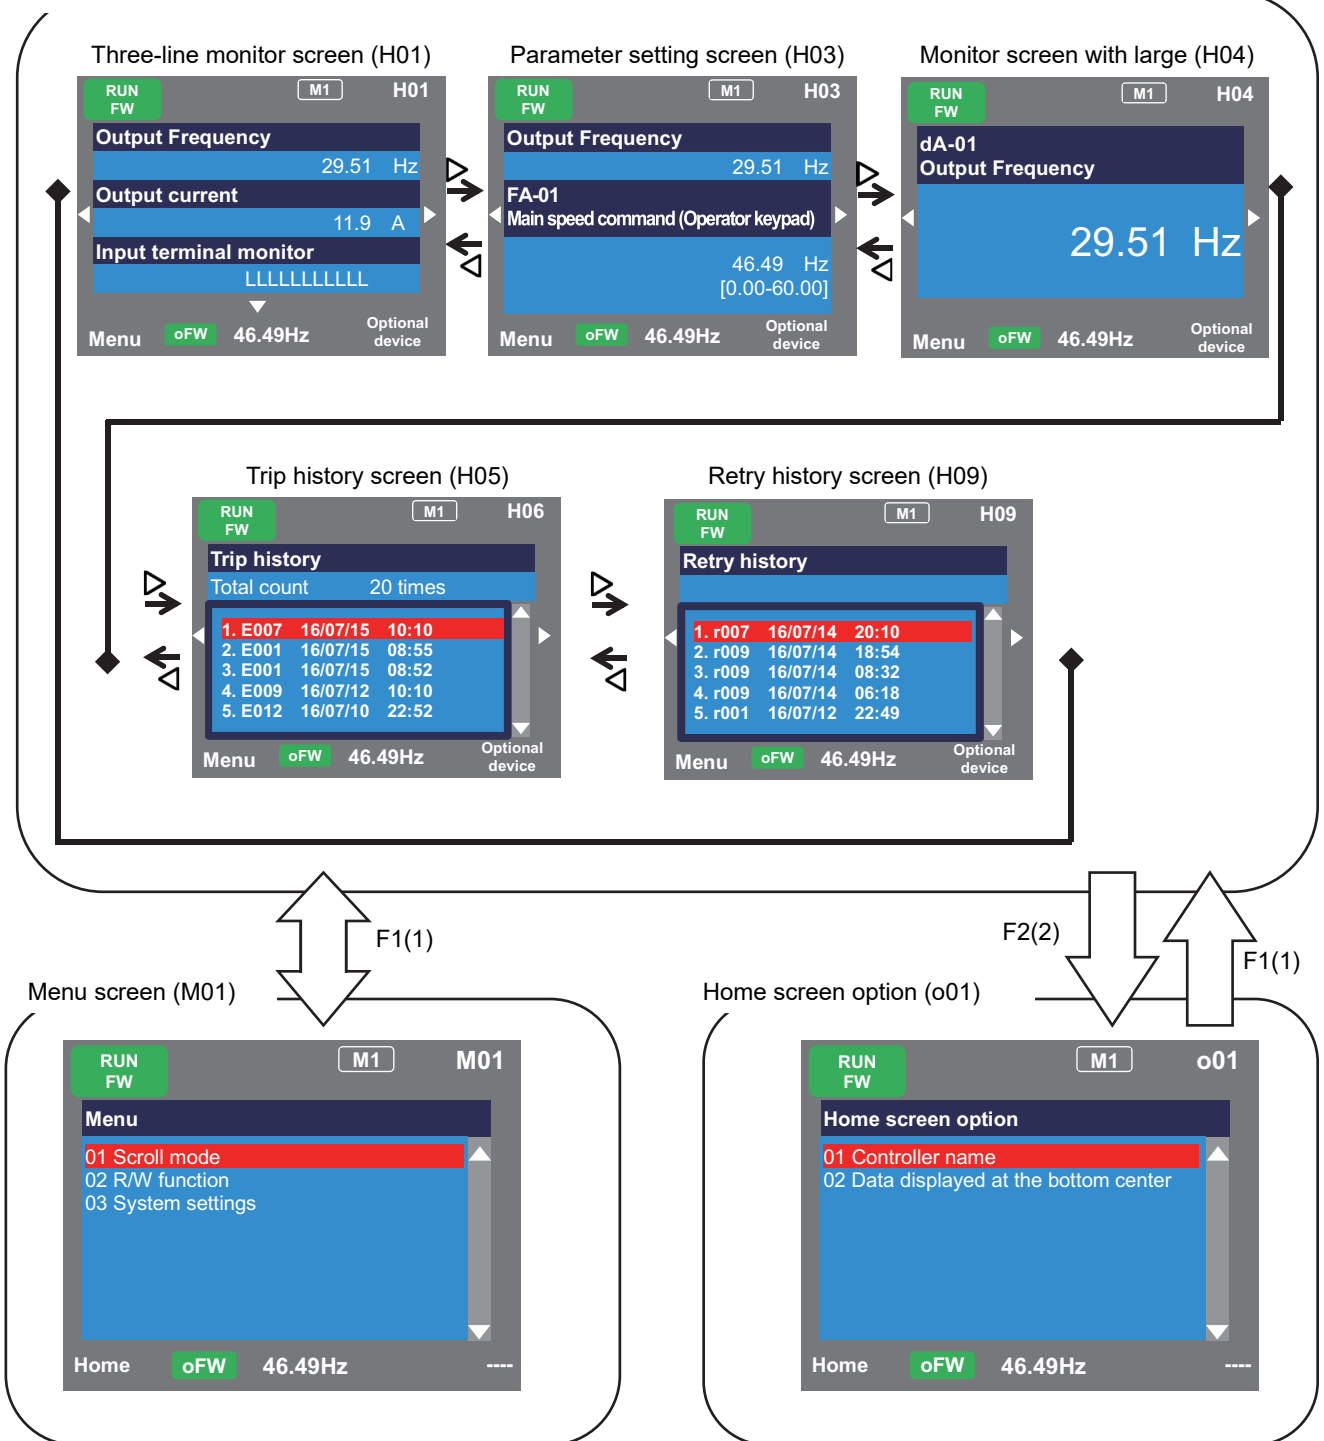 Three-line monitor screen (H01)
RUN
FW
M1
H01
Output Frequency
29.51 Hz
Output current
11.9 A
Input terminal monitor
LLLLLLLLLLL
Menu
oFW
46.49Hz
Optional
device
Parameter setting screen (H03)
RUN
FW
M1
H03
Output Frequency
29.51 Hz
FA-01
Main speed command (Operator keypad)
46.49 Hz
[0.00-60.00]
Menu
oFW
46.49Hz
Optional
device
Monitor screen with large (H04)
RUN
FW
M1
H04
dA-01
Output Frequency
29.51 Hz
Menu
oFW
46.49Hz
Optional
device
Trip history screen (H05)
RUN
FW
M1
H06
Trip history
Total count 20 times
1. E007 16/07/15 10:10
2. E001 16/07/15 08:55
3. E001 16/07/15 08:52
4. E009 16/07/12 10:10
5. E012 16/07/10 22:52
Menu
oFW
46.49Hz
Optional
device
Retry history screen (H09)
RUN
FW
M1
H09
Retry history
1. r007 16/07/14 20:10
2. r009 16/07/14 18:54
3. r009 16/07/14 08:32
4. r009 16/07/14 06:18
5. r001 16/07/12 22:49
Menu
oFW
46.49Hz
Optional
device
F1(1)
F2(2)
F1(1)
Menu screen (M01)
RUN
FW
M1
M01
Menu
01 Scroll mode
02 R/W function
03 System settings
Home
oFW
46.49Hz
----
Home screen option (o01)
RUN
FW
M1
o01
Home screen option
01 Controller name
02 Data displayed at the bottom center
Home
oFW
46.49Hz
----